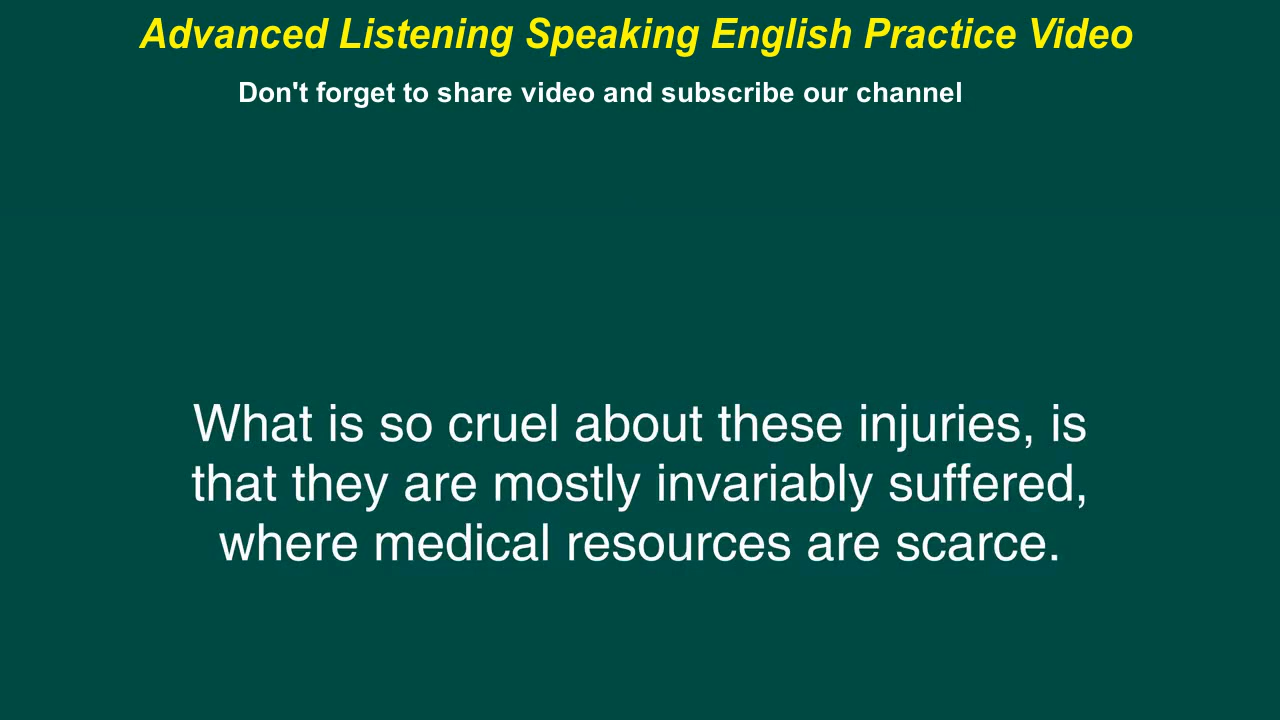 Advanced Listening Speaking English Practice Video
Don't forget to share video and subscribe our channel
What is so cruel about these injuries, is
that they are mostly invariably suffered,
where medical resources are scarce.